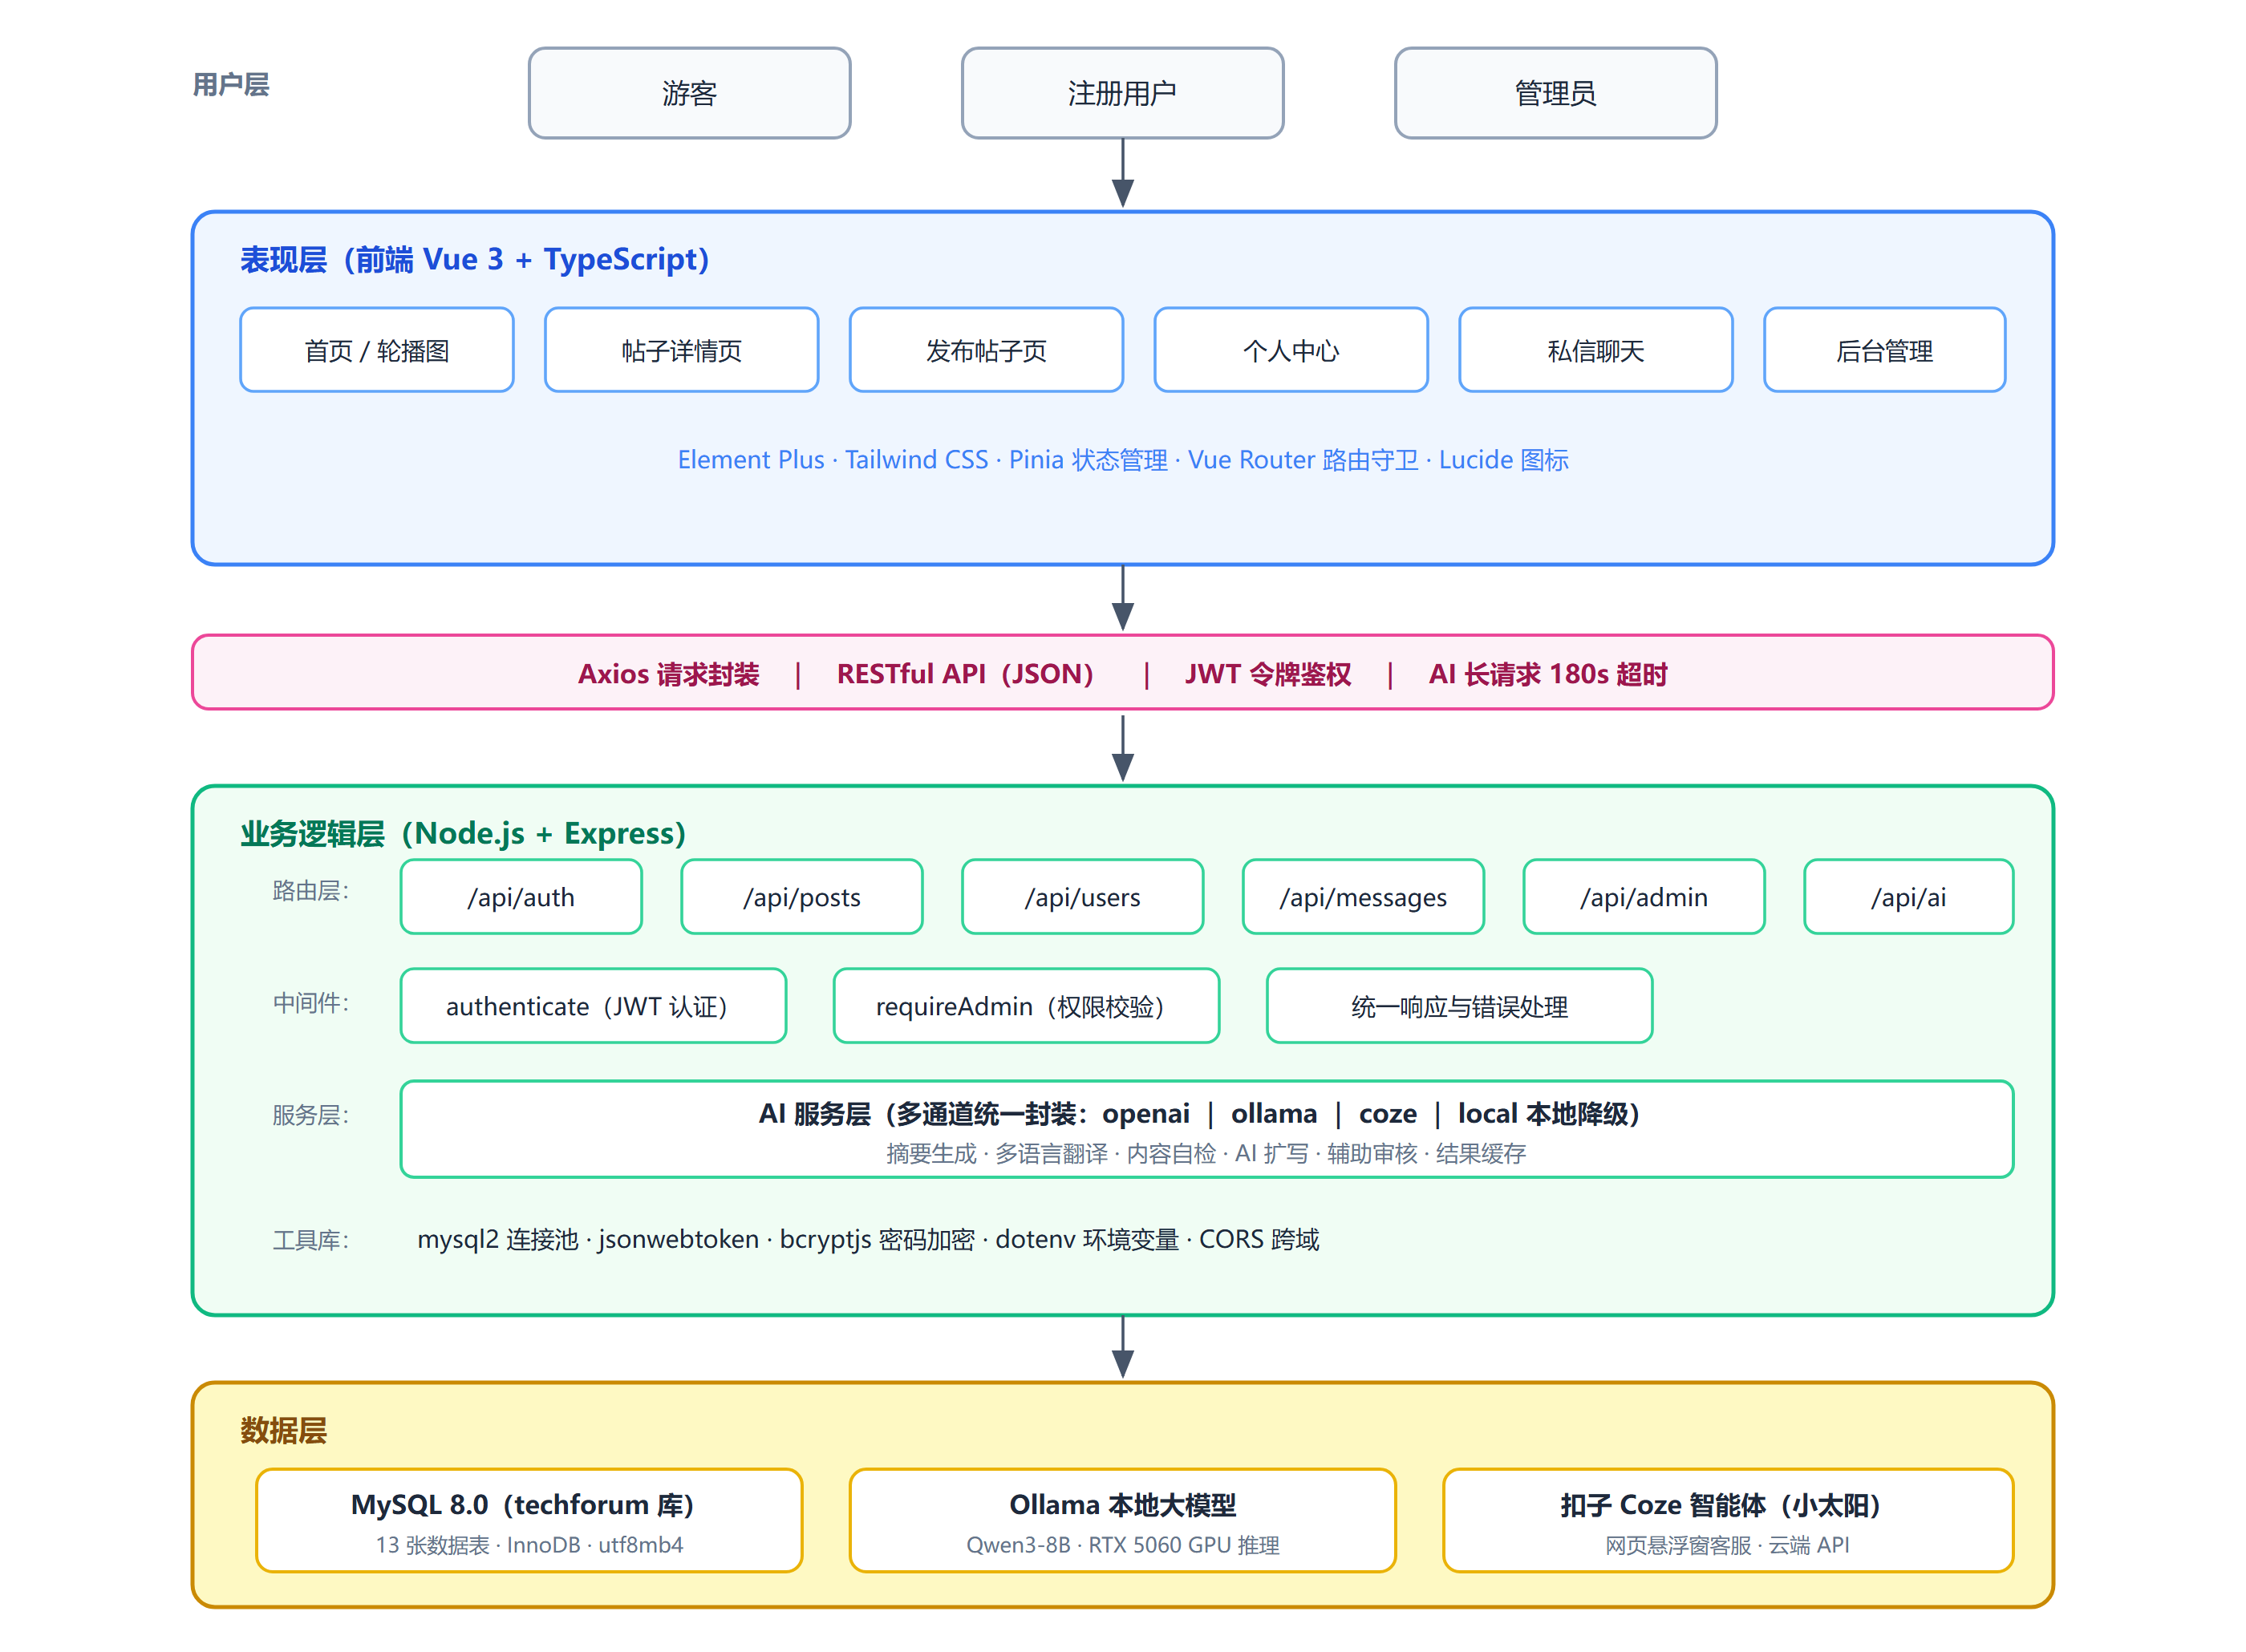 用户层
游客
注册用户
管理员
表现层（前端 Vue 3 + TypeScript）
首页 / 轮播图
帖子详情页
发布帖子页
个人中心
私信聊天
后台管理
Element Plus · Tailwind CSS · Pinia 状态管理 · Vue Router 路由守卫 · Lucide 图标
Axios 请求封装 | RESTful API（JSON） | JWT 令牌鉴权 | AI 长请求 180s 超时
业务逻辑层（Node.js + Express）
路由层：
/api/auth
/api/posts
/api/users
/api/messages
/api/admin
/api/ai
中间件：
authenticate（JWT 认证）
requireAdmin（权限校验）
统一响应与错误处理
服务层：
AI 服务层（多通道统一封装：openai | ollama | coze | local 本地降级）
摘要生成 · 多语言翻译 · 内容自检 · AI 扩写 · 辅助审核 · 结果缓存
工具库：
mysql2 连接池 · jsonwebtoken · bcryptjs 密码加密 · dotenv 环境变量 · CORS 跨域
数据层
MySQL 8.0（techforum 库）
13 张数据表 · InnoDB · utf8mb4
Ollama 本地大模型
Qwen3-8B · RTX 5060 GPU 推理
扣子 Coze 智能体（小太阳）
网页悬浮窗客服 · 云端 API